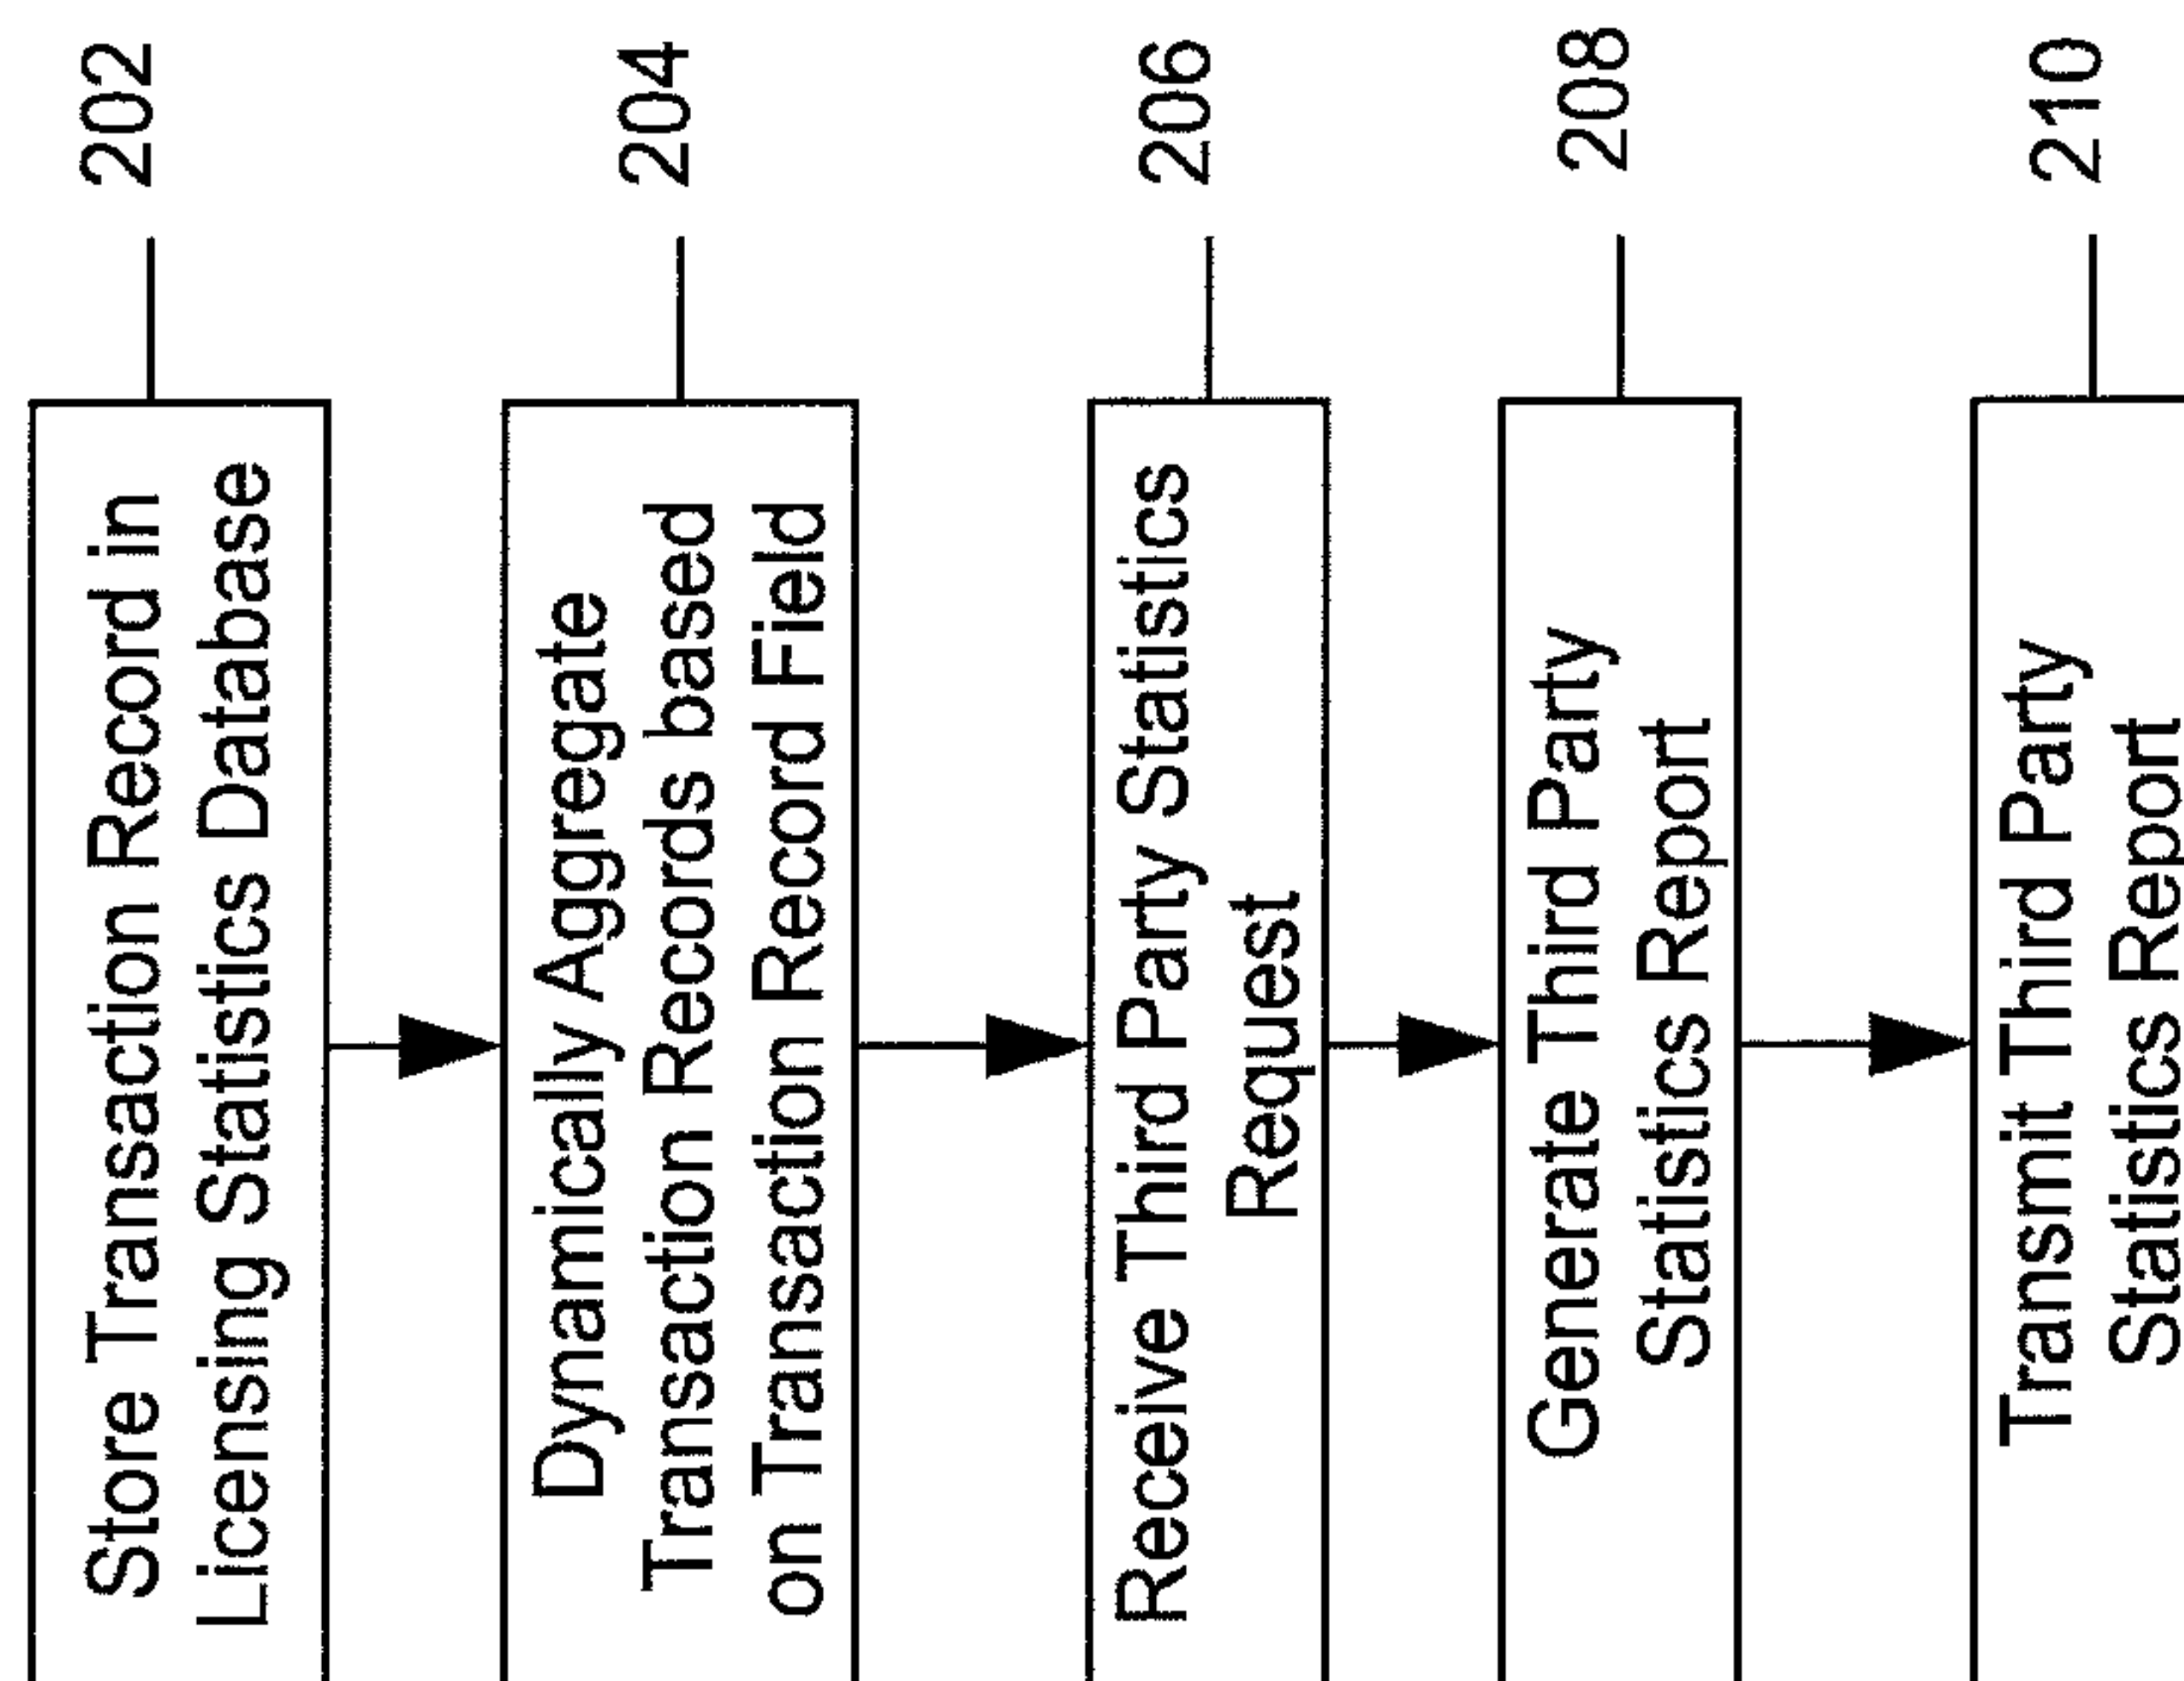 Store Transaction Record in
Licensing Statistics Database
202
Dynamically Aggregate
Transaction Records based
on Transaction Record Field
204
Receive Third Party Statistics
Request
206
Generate Third Party
Statistics Report
208
Transmit Third Party
Statistics Report
210